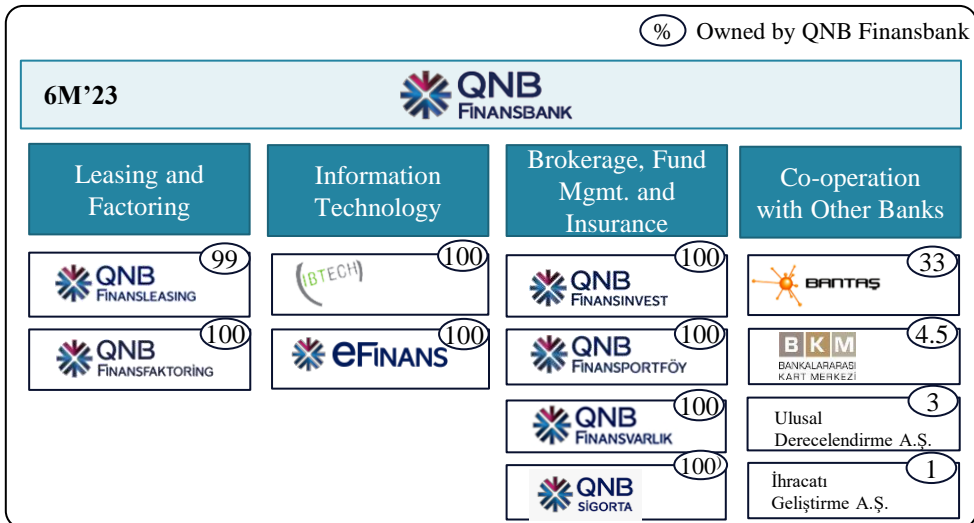 % Owned by QNB Finansbank
6M’23
QNB
FINANSBANK
Leasing and
Factoring
Information
Technology
Brokerage, Fund
Mgmt. and
Insurance
Co-operation
with Other Banks
99
QNB
FINANSLEASING
100
QNB
FINANSFAKTORİNG
100
IBTECH
100
eFINANS
100
QNB
FINANSINVEST
100
QNB
FINANSPORTFÖY
100
QNB
FINANSVARLIK
100)
QNB
SİGORTA
33
BANTAŞ
4.5
BKM
BANKALARARASI
KART MERKEZİ
3
Ulusal
Derecelendirme A.Ş.
1
İhracatı
Geliştirme A.Ş.